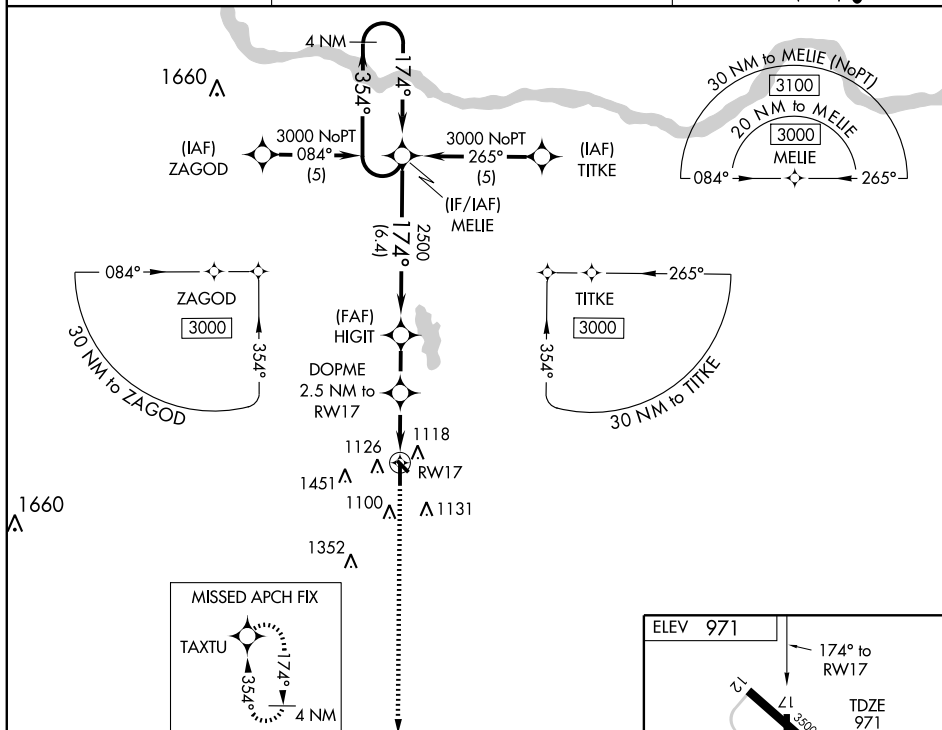 4 NM
174°
354°
1660
30 NM to MELIE (NoPT)
3100
20 NM to MELIE
3000
MELIE
084°
265°
(IAF)
ZAGOD
3000 NoPT
084°
(5)
3000 NoPT
265°
(5)
(IAF)
TITKE
(IF/IAF)
MELIE
2500
174°
(6.4)
084°
ZAGOD
3000
354°
30 NM to ZAGOD
265°
TITKE
3000
354°
30 NM to TITKE
(FAF)
HIGIT
DOPME
2.5 NM to
RW17
1126
1118
RW17
1451
1100
1131
1660
1352
MISSED APCH FIX
TAXTU
174°
354°
4 NM
ELEV 971
174° to
RW17
12
17
3500
TDZE
971